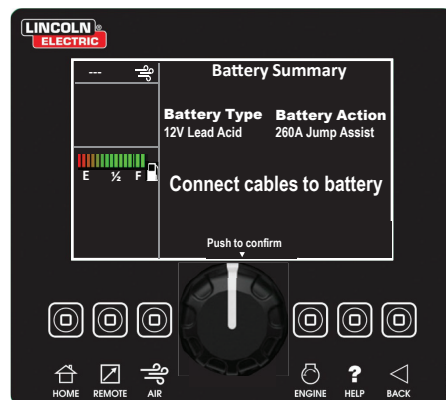 LINCOLN ®
ELECTRIC
---
Battery Summary
Battery Type Battery Action
12V Lead Acid 260A Jump Assist
E ½ F
Connect cables to battery
Push to confirm
HOME REMOTE AIR ENGINE ? HELP BACK